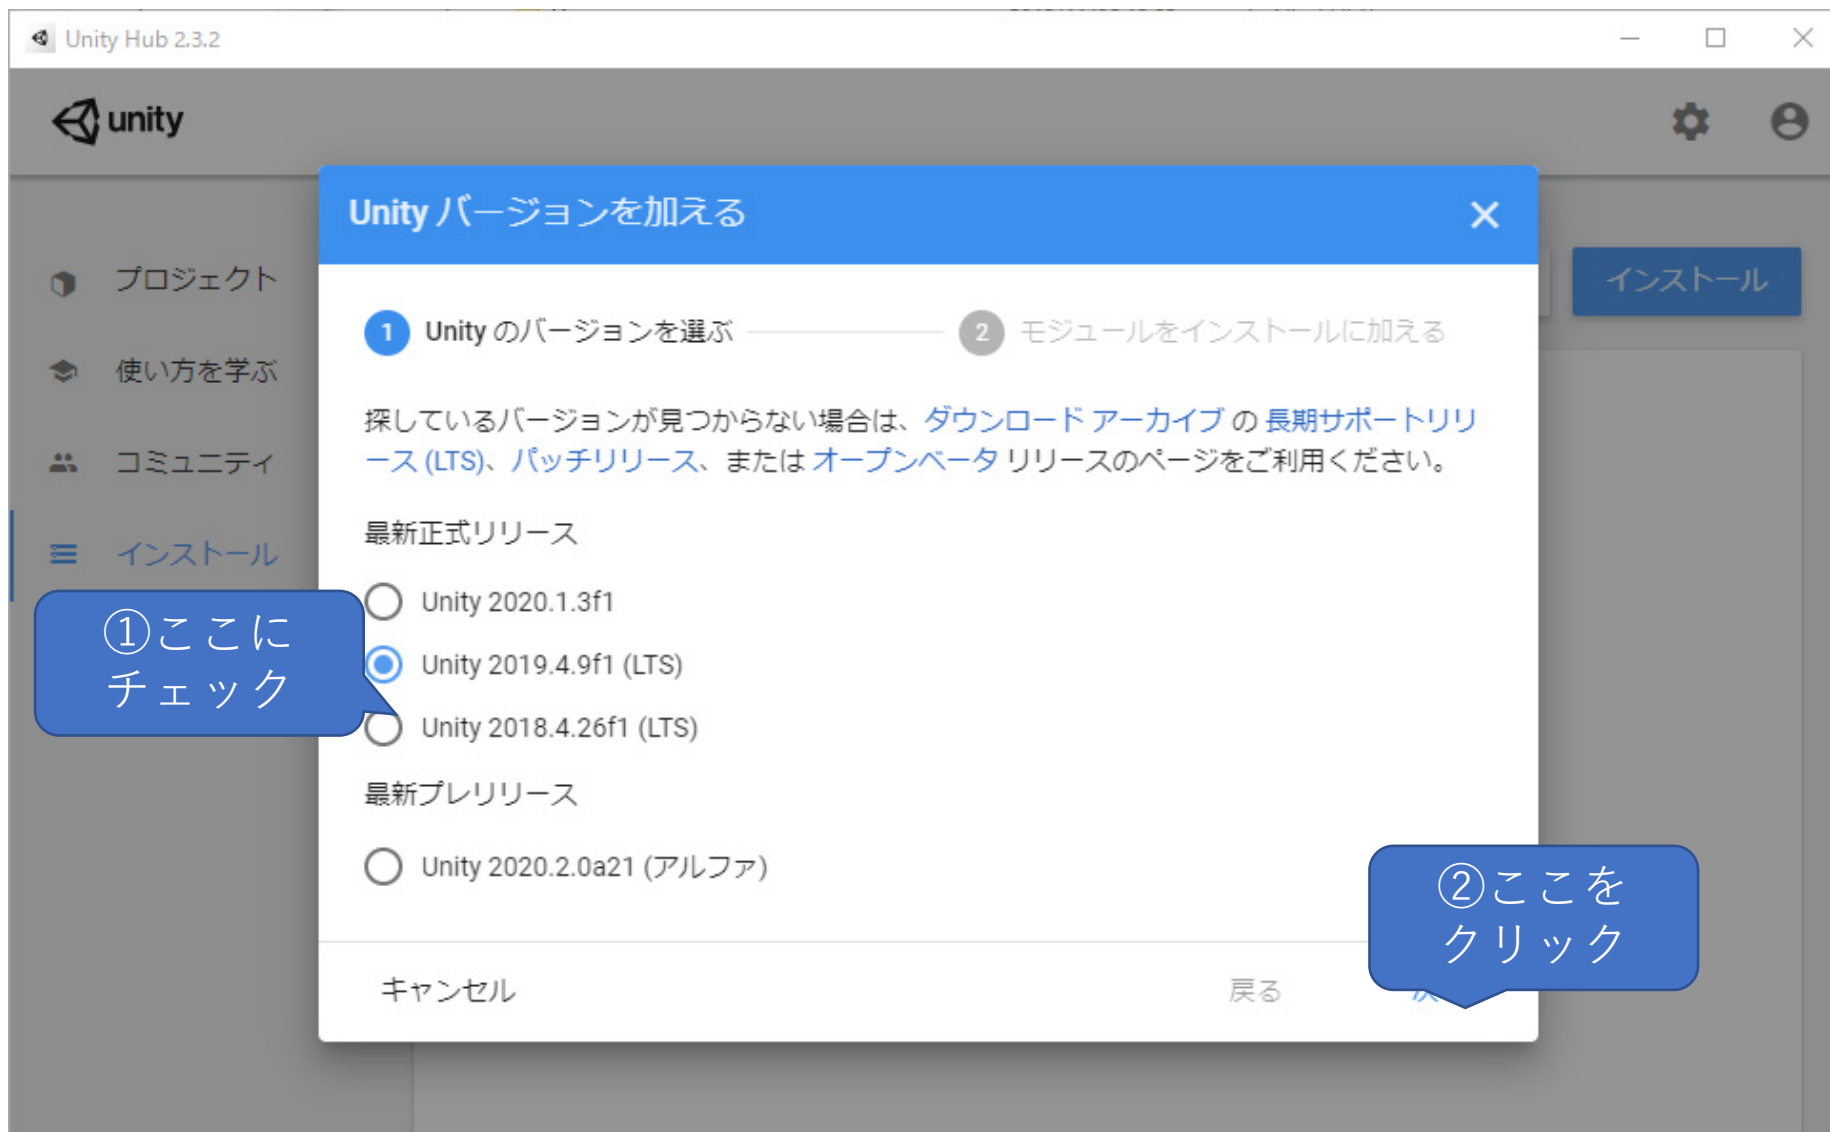 Unity Hub 2.3.2
unity
Unity バージョンを加える
プロジェクト
インストール
1 Unity のバージョンを選ぶ
2 モジュールをインストールに加える
使い方を学ぶ
探しているバージョンが見つからない場合は、ダウンロード アーカイブ の 長期サポートリリ
ース (LTS)、パッチリリース、または オープンベータ リリースのページをご利用ください。
コミュニティ
最新正式リリース
インストール
Unity 2020.1.3f1
①ここに
チェック
Unity 2019.4.9f1 (LTS)
Unity 2018.4.26f1 (LTS)
最新プレリリース
Unity 2020.2.0a21 (アルファ)
②ここを
クリック
キャンセル
戻る